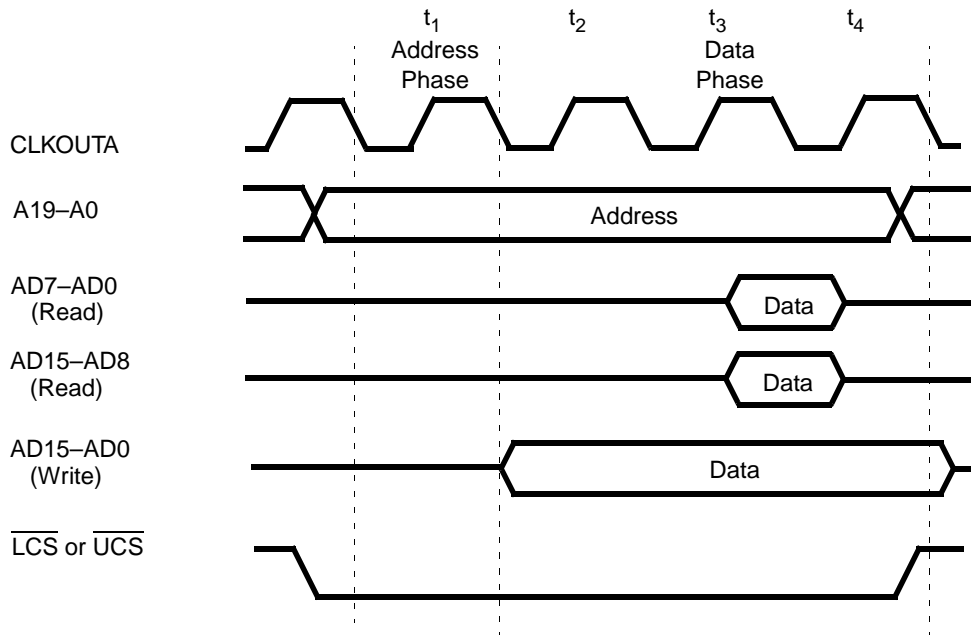 t1
t2
t3
t4
Address
Phase
Data
Phase
CLKOUTA
A19–A0
Address
AD7–AD0
(Read)
Data
AD15–AD8
(Read)
Data
AD15–AD0
(Write)
Data
LCS or UCS